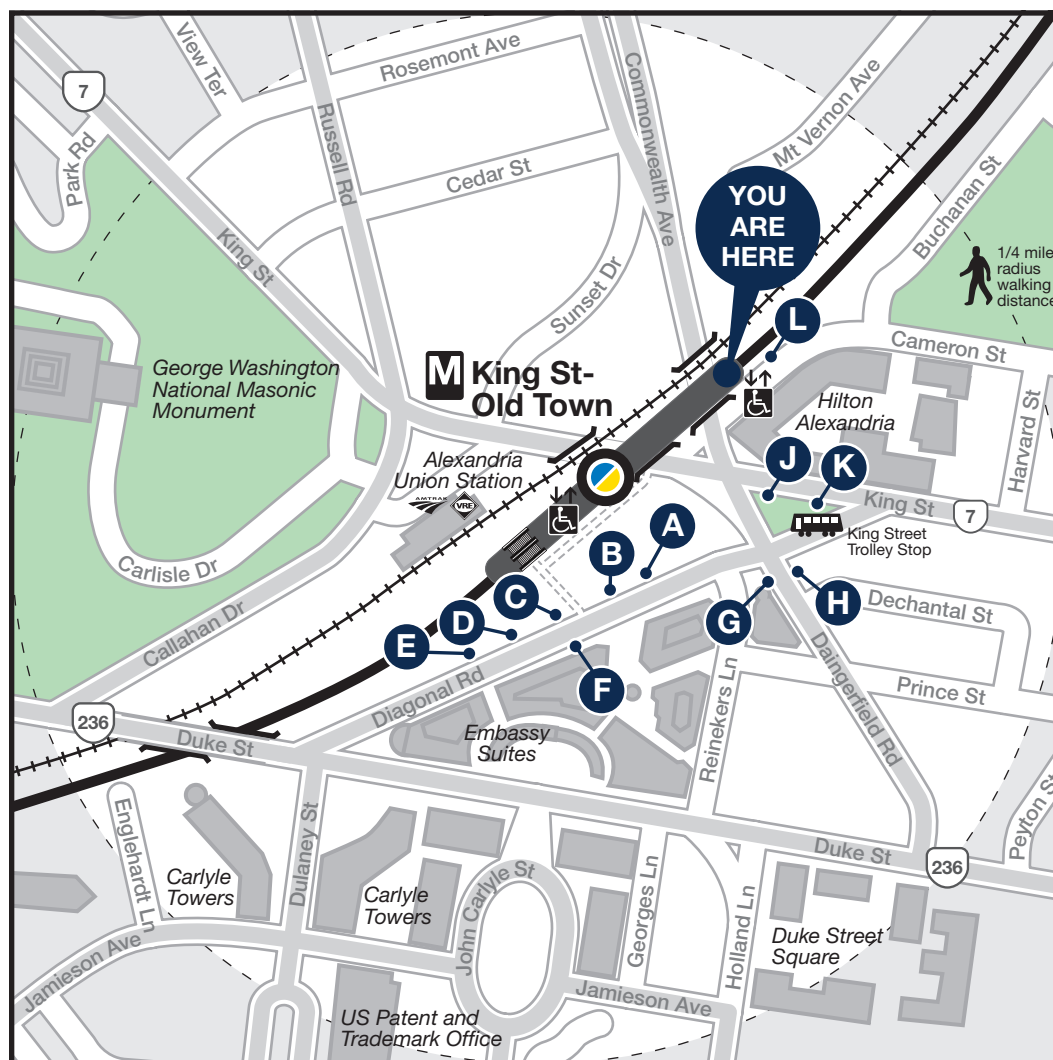 View Ter
Rosemont Ave
7
Park Rd
Russell Rd
Commonwealth Ave
Mt Vernon Ave
Cedar St
King St
Buchanan St
YOU
ARE
HERE
1/4 mile
radius
walking
distance
Sunset Dr
L
Cameron St
George Washington
National Masonic
Monument
M
King St-
Old Town
Hilton
Alexandria
Harvard St
Alexandria
Union Station
AMTRAK
VRE
J
K
King St
7
King Street
Trolley Stop
Carlisle Dr
A
B
C
D
E
F
G
H
Dechantal St
Callahan Dr
Diagonal Rd
Daingerfield Rd
Prince St
Reinekers Ln
236
Duke St
Embassy
Suites
Peyton St
Englehardt Ln
Dulaney St
Duke St
236
Carlyle
Towers
Carlyle
Towers
John Carlyle St
Georges Ln
Holland Ln
Duke Street
Square
Jamieson Ave
Jamieson Ave
US Patent and
Trademark Office